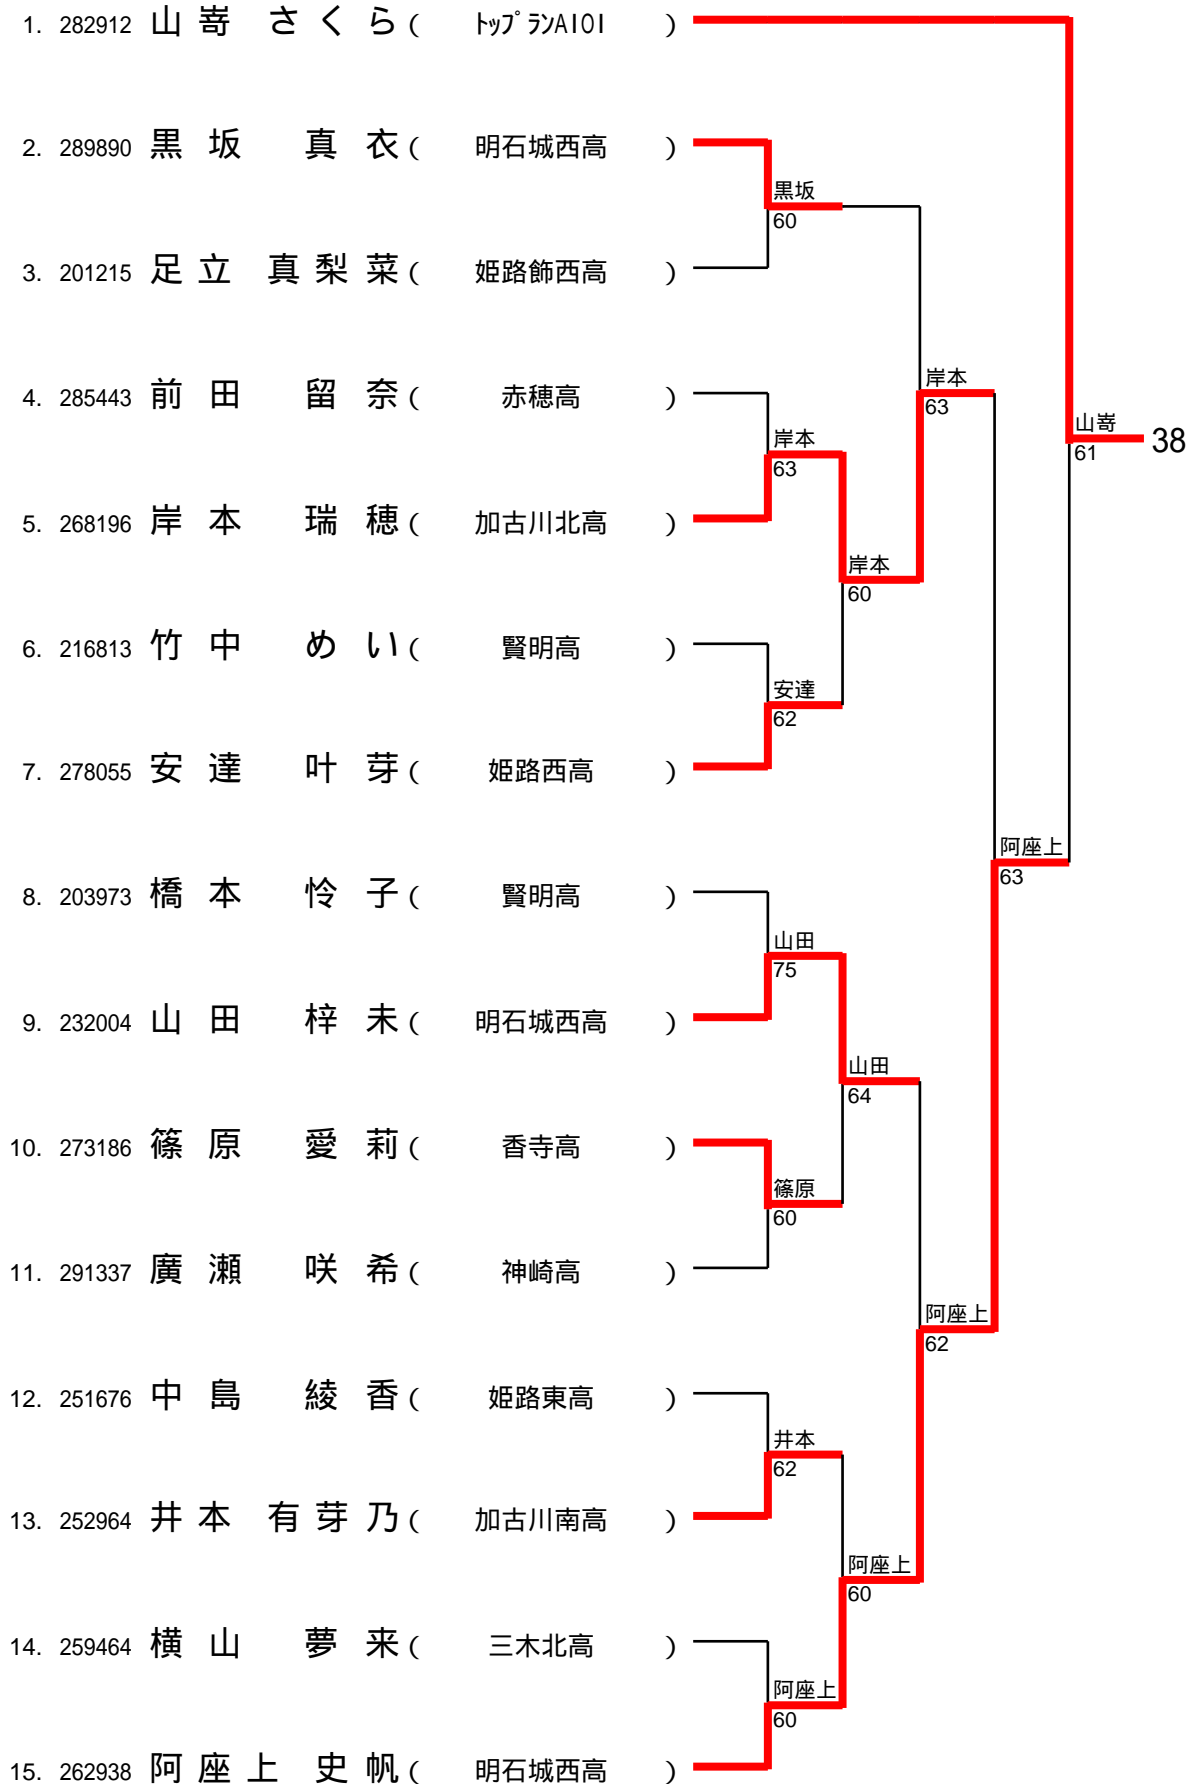 1. 282912 山嵜 さくら ( トップランAIOI )
2. 289890 黒坂 真衣 ( 明石城西高 )
黒坂
60
3. 201215 足立 真梨菜 ( 姫路飾西高 )
岸本
63
4. 285443 前田 留奈 ( 赤穂高 )
山嵜
61
38
岸本
63
5. 268196 岸本 瑞穂 ( 加古川北高 )
岸本
60
6. 216813 竹中 めい ( 賢明高 )
安達
62
7. 278055 安達 叶芽 ( 姫路西高 )
阿座上
63
8. 203973 橋本 怜子 ( 賢明高 )
山田
75
9. 232004 山田 梓未 ( 明石城西高 )
山田
64
10. 273186 篠原 愛莉 ( 香寺高 )
篠原
60
11. 291337 廣瀬 咲希 ( 神崎高 )
阿座上
62
12. 251676 中島 綾香 ( 姫路東高 )
井本
62
13. 252964 井本 有芽乃 ( 加古川南高 )
阿座上
60
14. 259464 横山 夢来 ( 三木北高 )
阿座上
60
15. 262938 阿座上 史帆 ( 明石城西高 )